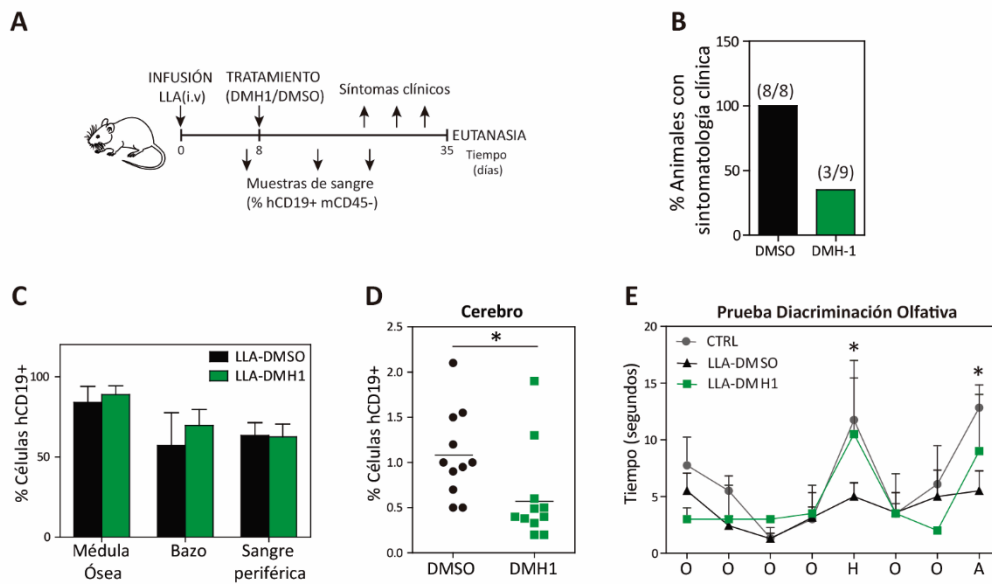 A
INFUSIÓN
LLA(i.v)
TRATAMIENTO
(DMH1/DMSO)
Síntomas clínicos
EUTANASIA
0
8
35
Tiempo
(días)
Muestras de sangre
(% hCD19+ mCD45-)
B
% Animales con
sintomatología clínica
150
100
50
0
(8/8)
(3/9)
DMSO
DMH-1
C
% Células hCD19+
100
50
0
LLA-DMSO
LLA-DMH1
Médula
Ósea
Bazo
Sangre
periférica
D
Cerebro
*
% Células hCD19+
2.5
2.0
1.5
1.0
0.5
0.0
DMSO
DMH1
E
Prueba Diacriminación Olfativa
Tiempo (segundos)
20
15
10
5
0
CTRL
LLA-DMSO
LLA-DMH1
*
*
O O O O H O O A